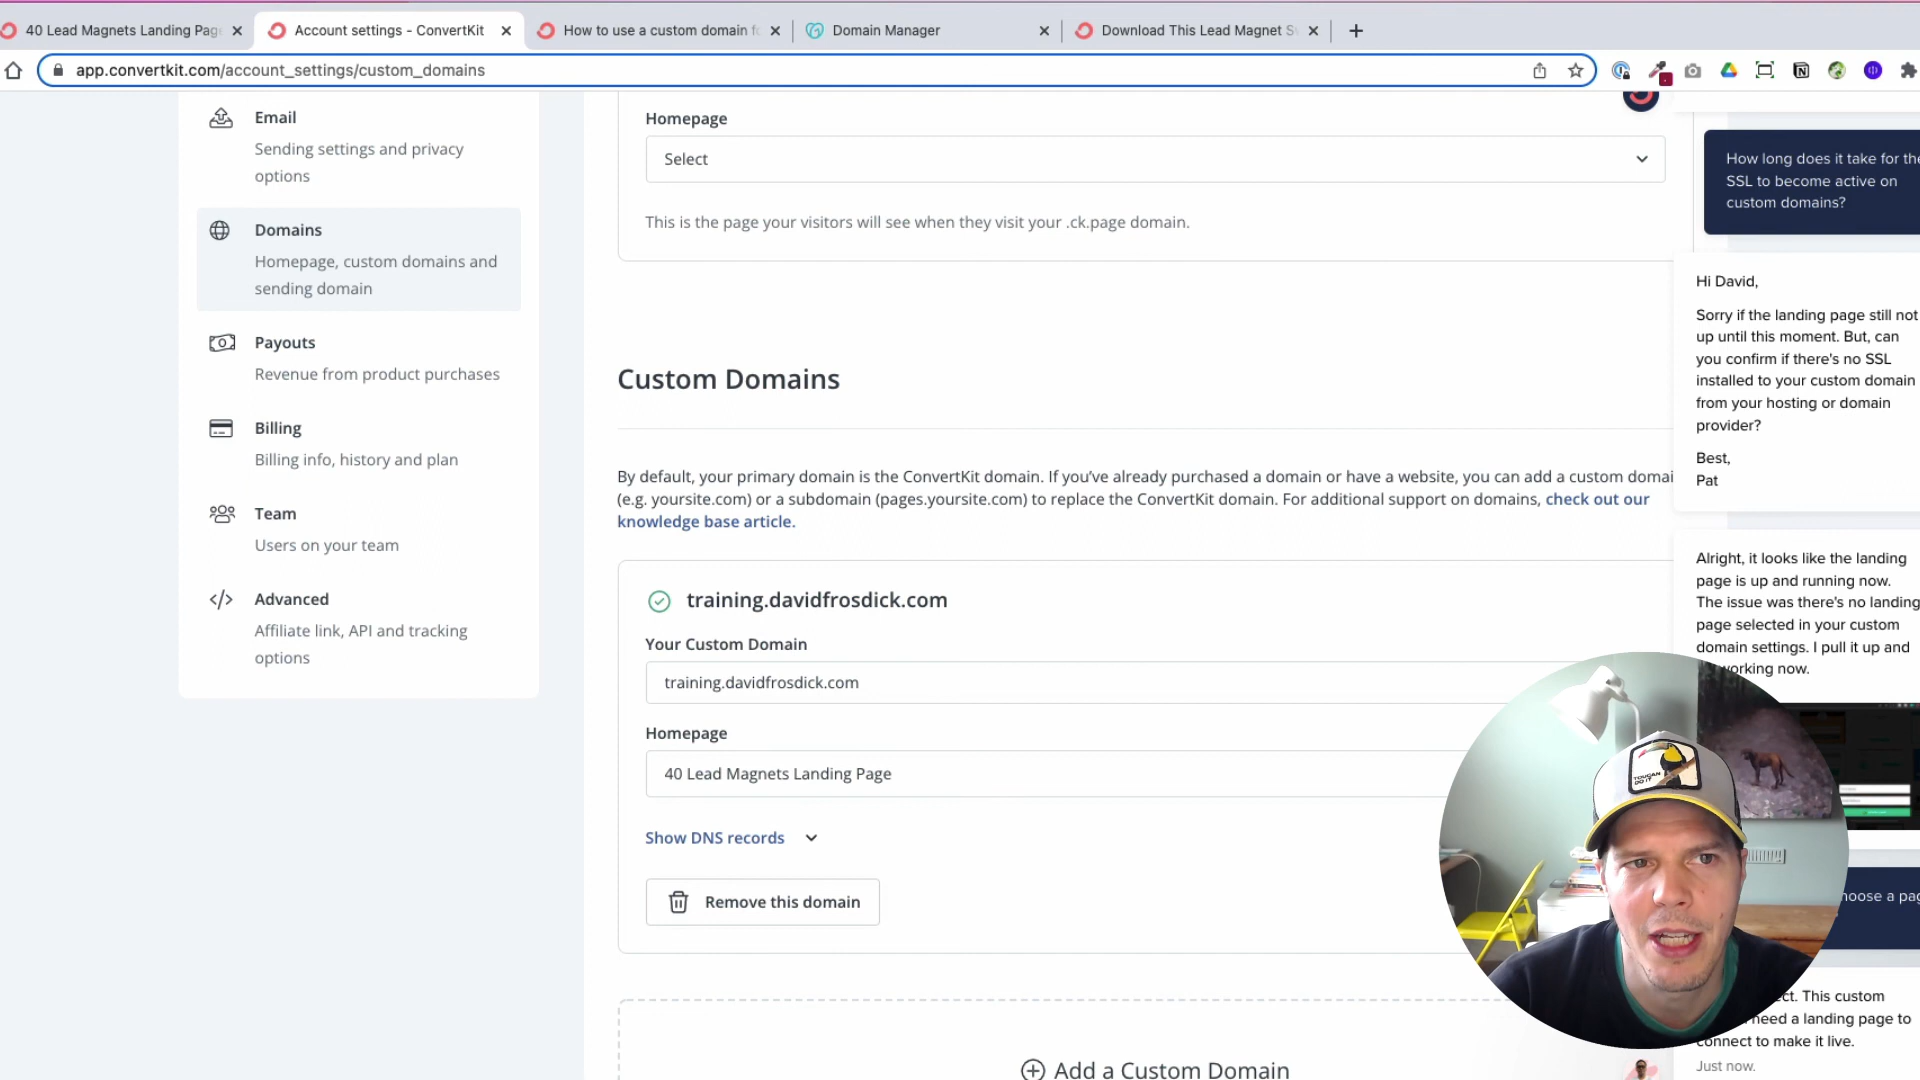 40 Lead Magnets Landing Pag
Account settings - ConvertKit
How to use a custom domain fo
Domain Manager
Download This Lead Magnet S
app.convertkit.com/account_settings/custom_domains
Email
Sending settings and privacy
options
Domains
Homepage, custom domains and
sending domain
Payouts
Revenue from product purchases
Billing
Billing info, history and plan
Team
Users on your team
Advanced
Affiliate link, API and tracking
options
Homepage
Select
This is the page your visitors will see when they visit your .ck.page domain.
Custom Domains
By default, your primary domain is the ConvertKit domain. If you’ve already purchased a domain or have a website, you can add a custom domai
(e.g. yoursite.com) or a subdomain (pages.yoursite.com) to replace the ConvertKit domain. For additional support on domains, check out our
knowledge base article.
training.davidfrosdick.com
Your Custom Domain
training.davidfrosdick.com
Homepage
40 Lead Magnets Landing Page
Show DNS records
Remove this domain
Add a Custom Domain
How long does it take for the
SSL to become active on
custom domains?
Hi David,
Sorry if the landing page still not
up until this moment. But, can
you confirm if there's no SSL
installed to your custom domain
from your hosting or domain
provider?
Best,
Pat
Alright, it looks like the landing
page is up and running now.
The issue was there's no landing
page selected in your custom
domain settings. I pull it up and
working now.
TOUCAN
DO IT
hoose a pag
ect. This custom
need a landing page to
connect to make it live.
Just now.